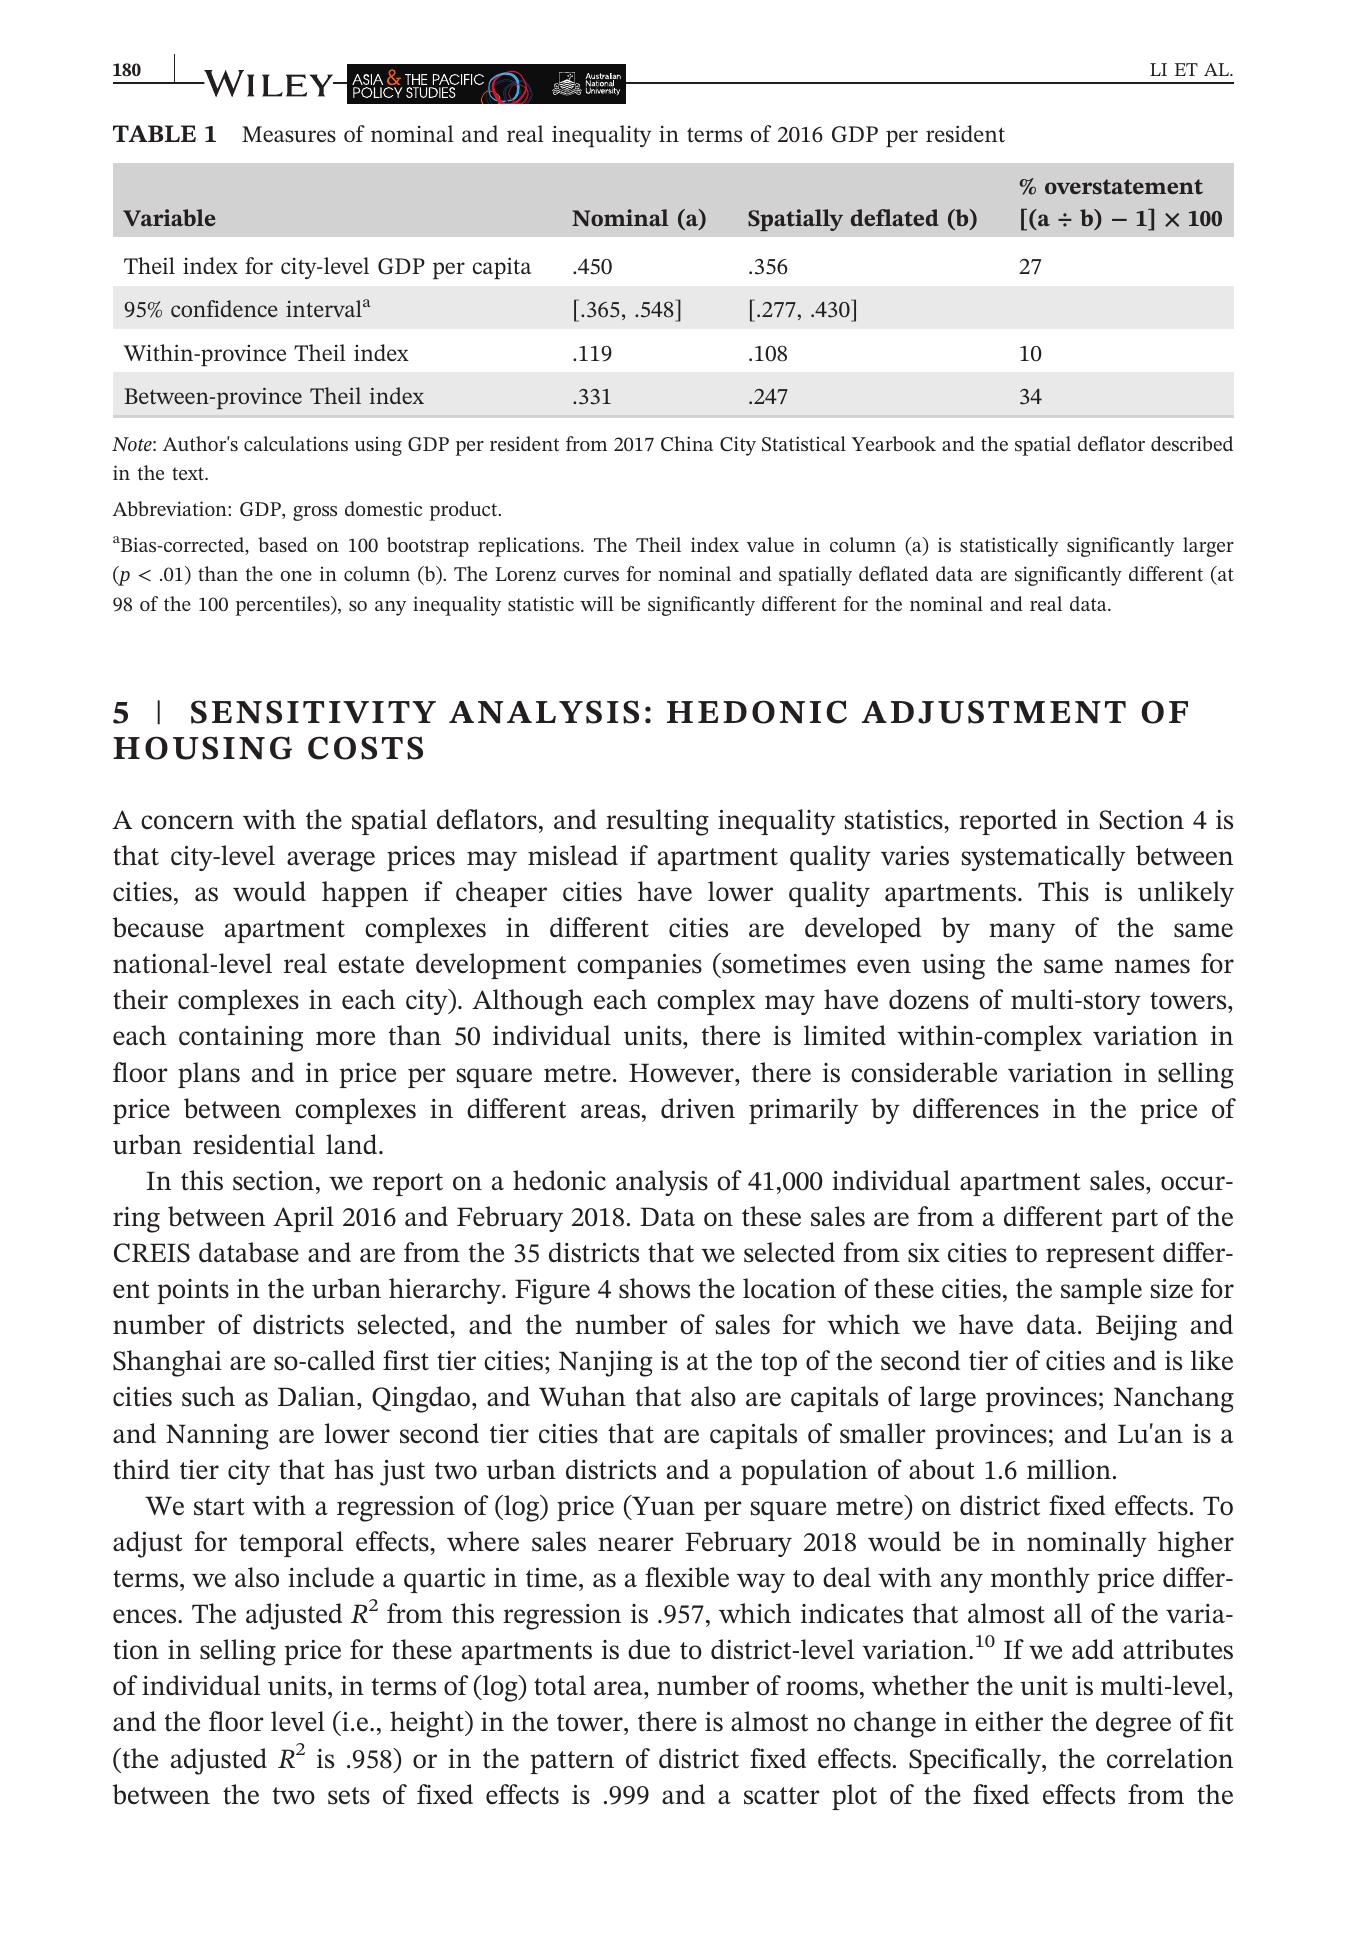 180
WILEY
ASIA & THE PACIFIC
POLICY STUDIES
Australian
National
University
LI ET AL.
TABLE 1 Measures of nominal and real inequality in terms of 2016 GDP per resident
Variable Nominal (a) Spatially deflated (b) % overstatement [(a ÷ b) − 1] × 100
Theil index for city-level GDP per capita .450 .356 27
95% confidence intervalᵃ [.365, .548] [.277, .430]
Within-province Theil index .119 .108 10
Between-province Theil index .331 .247 34
Note: Author's calculations using GDP per resident from 2017 China City Statistical Yearbook and the spatial deflator described
in the text.
Abbreviation: GDP, gross domestic product.
ᵃBias-corrected, based on 100 bootstrap replications. The Theil index value in column (a) is statistically significantly larger
(p < .01) than the one in column (b). The Lorenz curves for nominal and spatially deflated data are significantly different (at
98 of the 100 percentiles), so any inequality statistic will be significantly different for the nominal and real data.
5 | SENSITIVITY ANALYSIS: HEDONIC ADJUSTMENT OF
HOUSING COSTS
A concern with the spatial deflators, and resulting inequality statistics, reported in Section 4 is
that city-level average prices may mislead if apartment quality varies systematically between
cities, as would happen if cheaper cities have lower quality apartments. This is unlikely
because apartment complexes in different cities are developed by many of the same
national-level real estate development companies (sometimes even using the same names for
their complexes in each city). Although each complex may have dozens of multi-story towers,
each containing more than 50 individual units, there is limited within-complex variation in
floor plans and in price per square metre. However, there is considerable variation in selling
price between complexes in different areas, driven primarily by differences in the price of
urban residential land.
In this section, we report on a hedonic analysis of 41,000 individual apartment sales, occur-
ring between April 2016 and February 2018. Data on these sales are from a different part of the
CREIS database and are from the 35 districts that we selected from six cities to represent differ-
ent points in the urban hierarchy. Figure 4 shows the location of these cities, the sample size for
number of districts selected, and the number of sales for which we have data. Beijing and
Shanghai are so-called first tier cities; Nanjing is at the top of the second tier of cities and is like
cities such as Dalian, Qingdao, and Wuhan that also are capitals of large provinces; Nanchang
and Nanning are lower second tier cities that are capitals of smaller provinces; and Lu'an is a
third tier city that has just two urban districts and a population of about 1.6 million.
We start with a regression of (log) price (Yuan per square metre) on district fixed effects. To
adjust for temporal effects, where sales nearer February 2018 would be in nominally higher
terms, we also include a quartic in time, as a flexible way to deal with any monthly price differ-
ences. The adjusted R² from this regression is .957, which indicates that almost all of the varia-
tion in selling price for these apartments is due to district-level variation.¹⁰ If we add attributes
of individual units, in terms of (log) total area, number of rooms, whether the unit is multi-level,
and the floor level (i.e., height) in the tower, there is almost no change in either the degree of fit
(the adjusted R² is .958) or in the pattern of district fixed effects. Specifically, the correlation
between the two sets of fixed effects is .999 and a scatter plot of the fixed effects from the